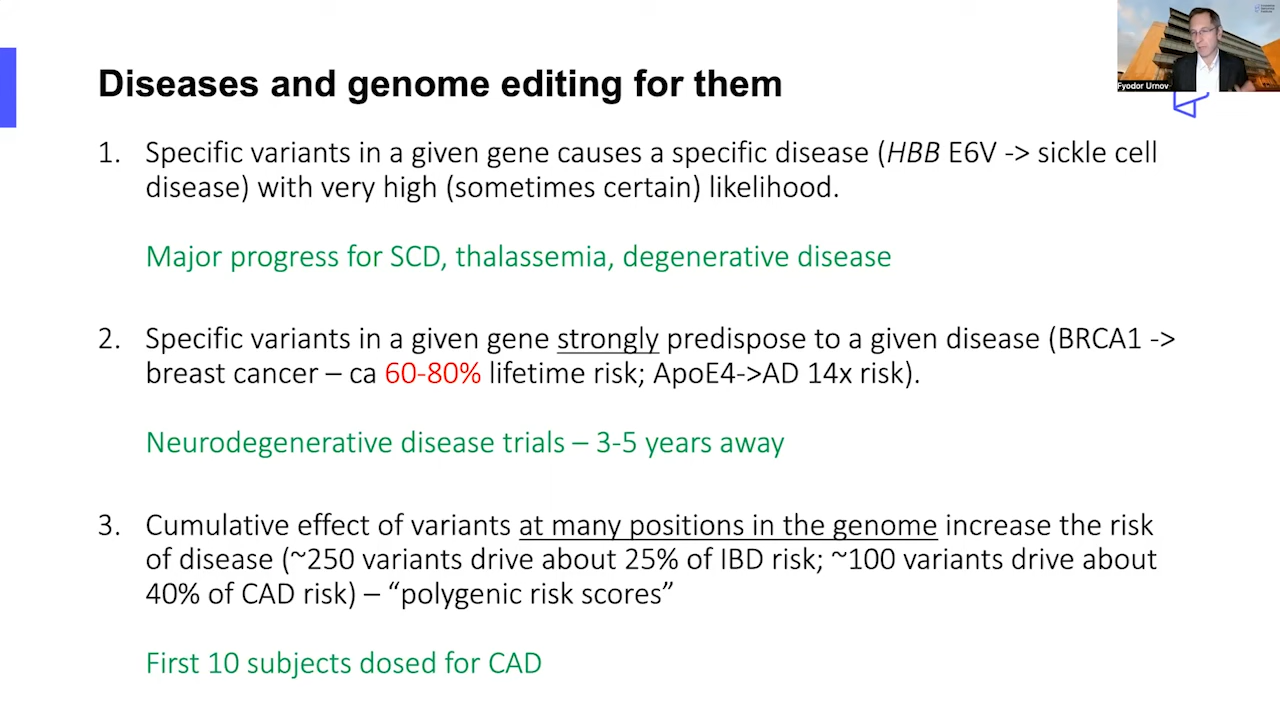 Diseases and genome editing for them
Fyodor Urnov
1. Specific variants in a given gene causes a specific disease (HBB E6V -> sickle cell
disease) with very high (sometimes certain) likelihood.
Major progress for SCD, thalassemia, degenerative disease
2. Specific variants in a given gene strongly predispose to a given disease (BRCA1 ->
breast cancer – ca 60-80% lifetime risk; ApoE4->AD 14x risk).
Neurodegenerative disease trials – 3-5 years away
3. Cumulative effect of variants at many positions in the genome increase the risk
of disease (~250 variants drive about 25% of IBD risk; ~100 variants drive about
40% of CAD risk) – “polygenic risk scores”
First 10 subjects dosed for CAD